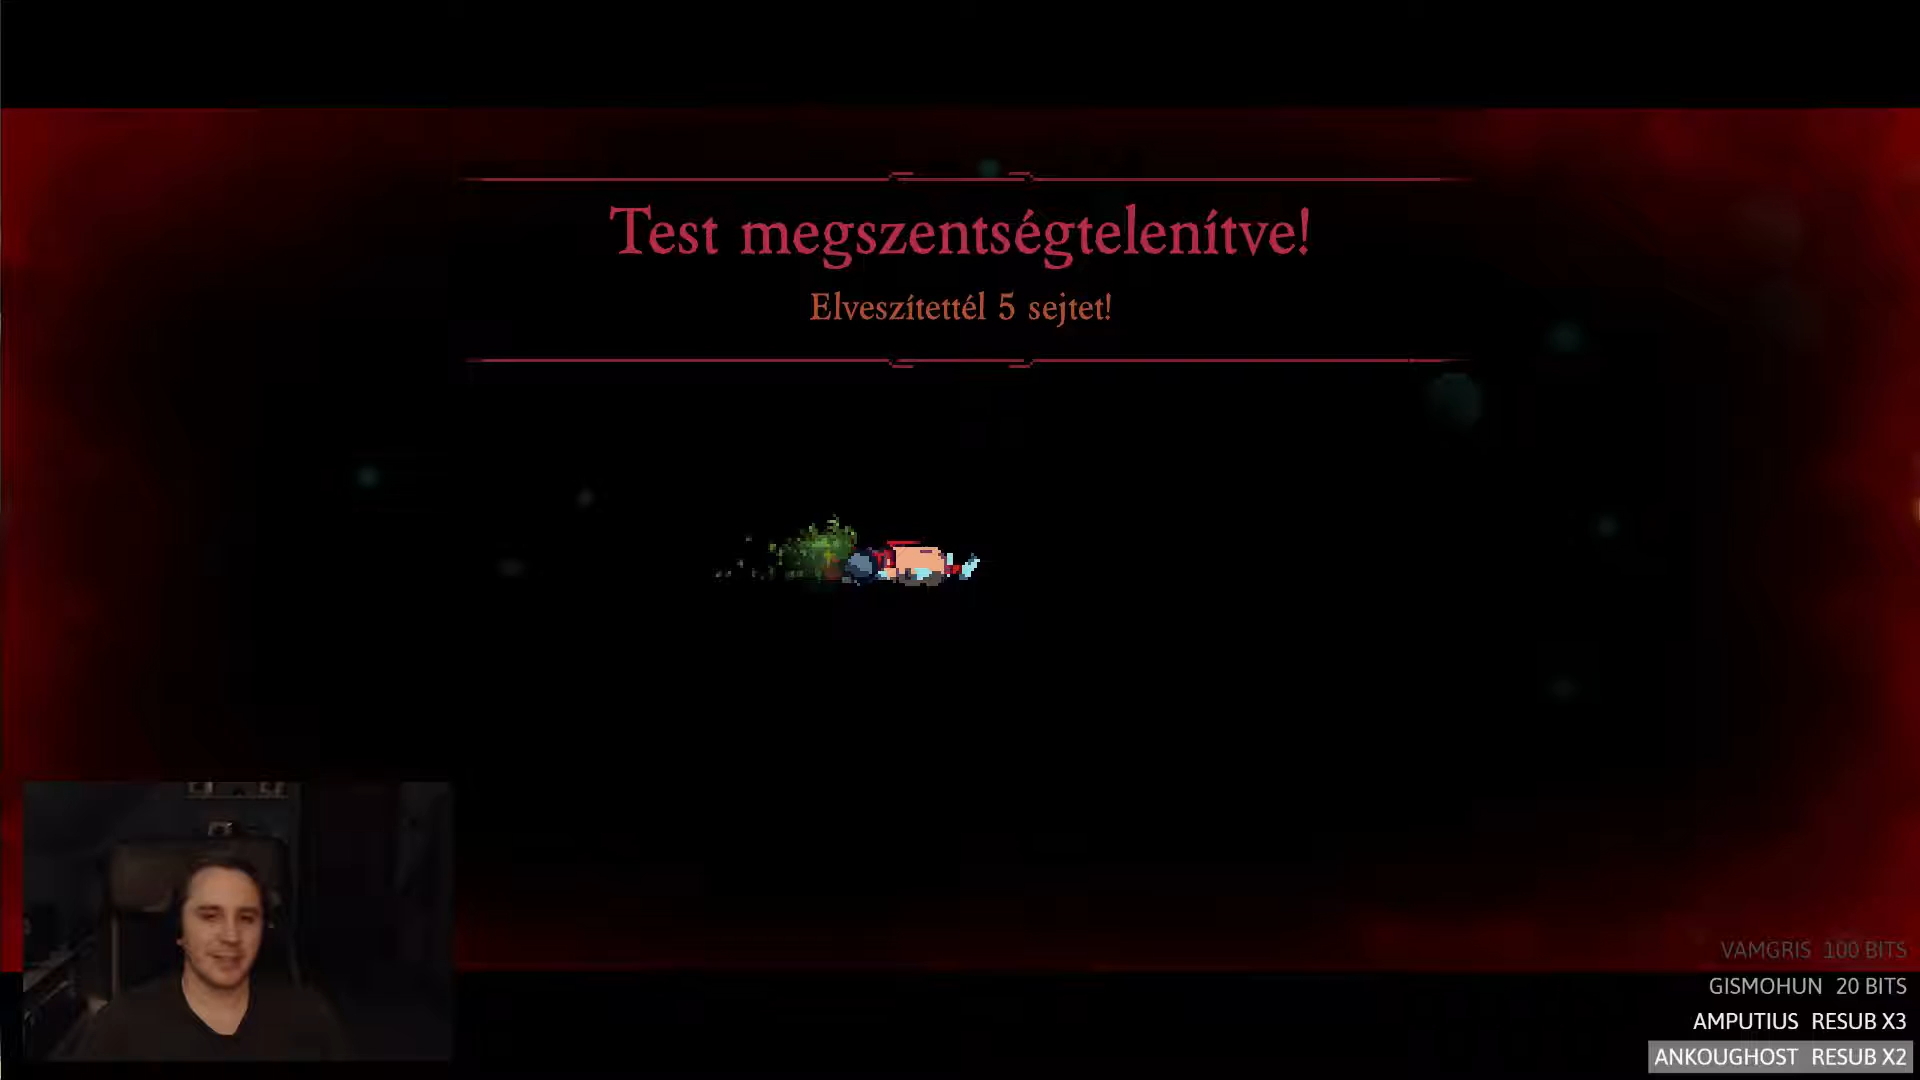 Test megszentségtelenítve!
Elveszítettél 5 sejtet!
VAMGRIS 100 BITS
GISMOHUN 20 BITS
AMPUTIUS RESUB X3
ANKOUGHOST RESUB X2